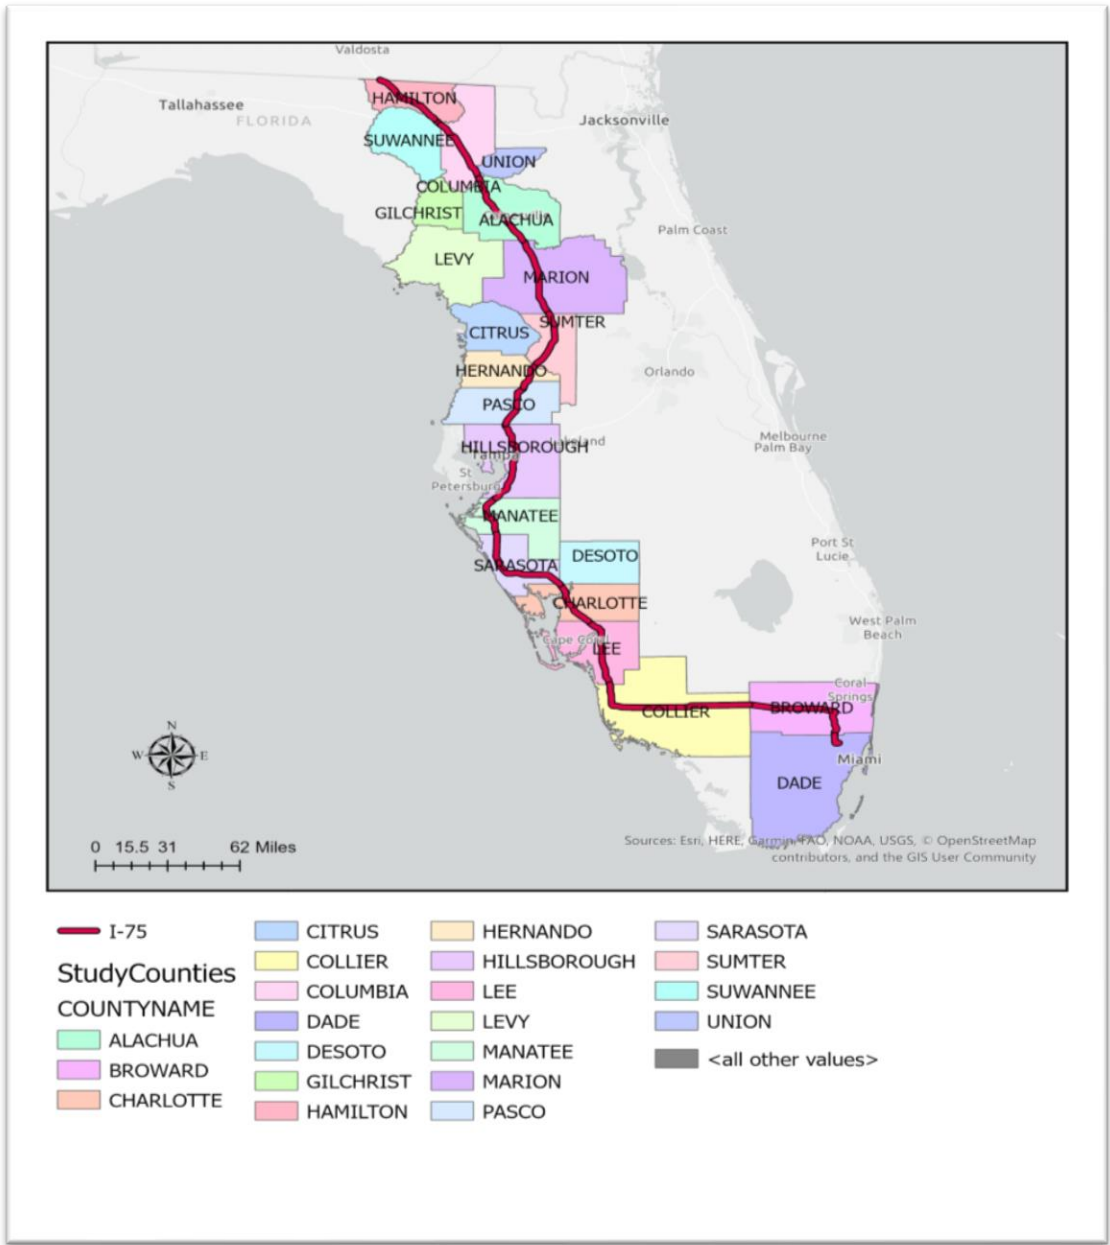 Valdosta
HAMILTON
Tallahassee
FLORIDA
Jacksonville
SUWANNEE
UNION
COLUMBIA
GILCHRIST
ALACHUA
Palm Coast
LEVY
MARION
SUMTER
CITRUS
HERNANDO
Orlando
PASCO
Melbourne
Palm Bay
HILLSBOROUGH
Lakeland
Tampa
St
Petersburg
MANATEE
Port St
Lucie
DESOTO
SARASOTA
CHARLOTTE
West Palm
Beach
Cape Coral
LEE
Coral
Springs
COLLIER
BROWARD
N
W E
S
Miami
DADE
0 15.5 31 62 Miles
Sources: Esri, HERE, Garmin, FAO, NOAA, USGS, © OpenStreetMap
contributors, and the GIS User Community
I-75
StudyCounties
COUNTYNAME
ALACHUA
BROWARD
CHARLOTTE
CITRUS
COLLIER
COLUMBIA
DADE
DESOTO
GILCHRIST
HAMILTON
HERNANDO
HILLSBOROUGH
LEE
LEVY
MANATEE
MARION
PASCO
SARASOTA
SUMTER
SUWANNEE
UNION
<all other values>